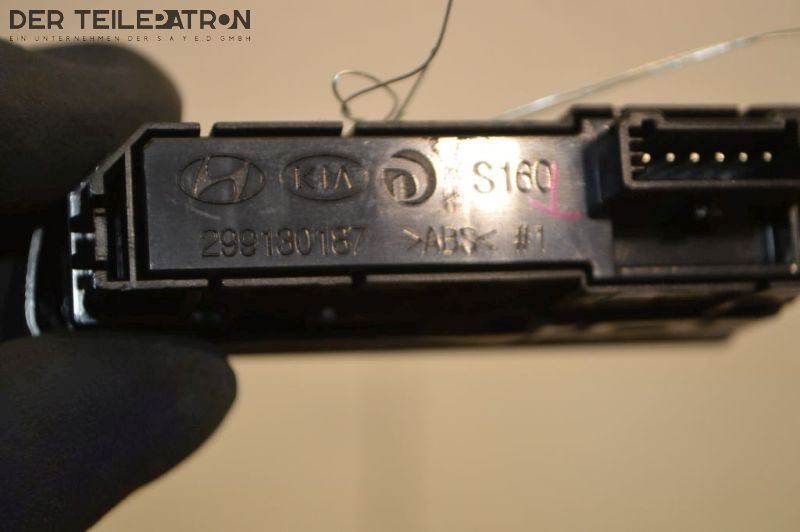 DER TEILEPATRON
EIN UNTERNEHMEN DER S A Y E D GMBH
KIA S160
299130187 >ABS< #1